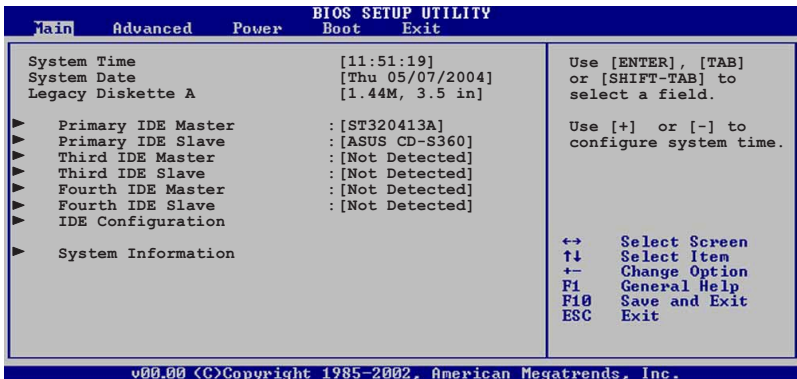 BIOS SETUP UTILITY
Main Advanced Power Boot Exit
System Time [11:51:19]
System Date [Thu 05/07/2004]
Legacy Diskette A [1.44M, 3.5 in]
Primary IDE Master :[ST320413A]
Primary IDE Slave :[ASUS CD-S360]
Third IDE Master :[Not Detected]
Third IDE Slave :[Not Detected]
Fourth IDE Master :[Not Detected]
Fourth IDE Slave :[Not Detected]
IDE Configuration
System Information
Use [ENTER], [TAB]
or [SHIFT-TAB] to
select a field.
Use [+] or [-] to
configure system time.
←→ Select Screen
↑↓ Select Item
+- Change Option
F1 General Help
F10 Save and Exit
ESC Exit
v00.00 (C)Copyright 1985-2002, American Megatrends, Inc.